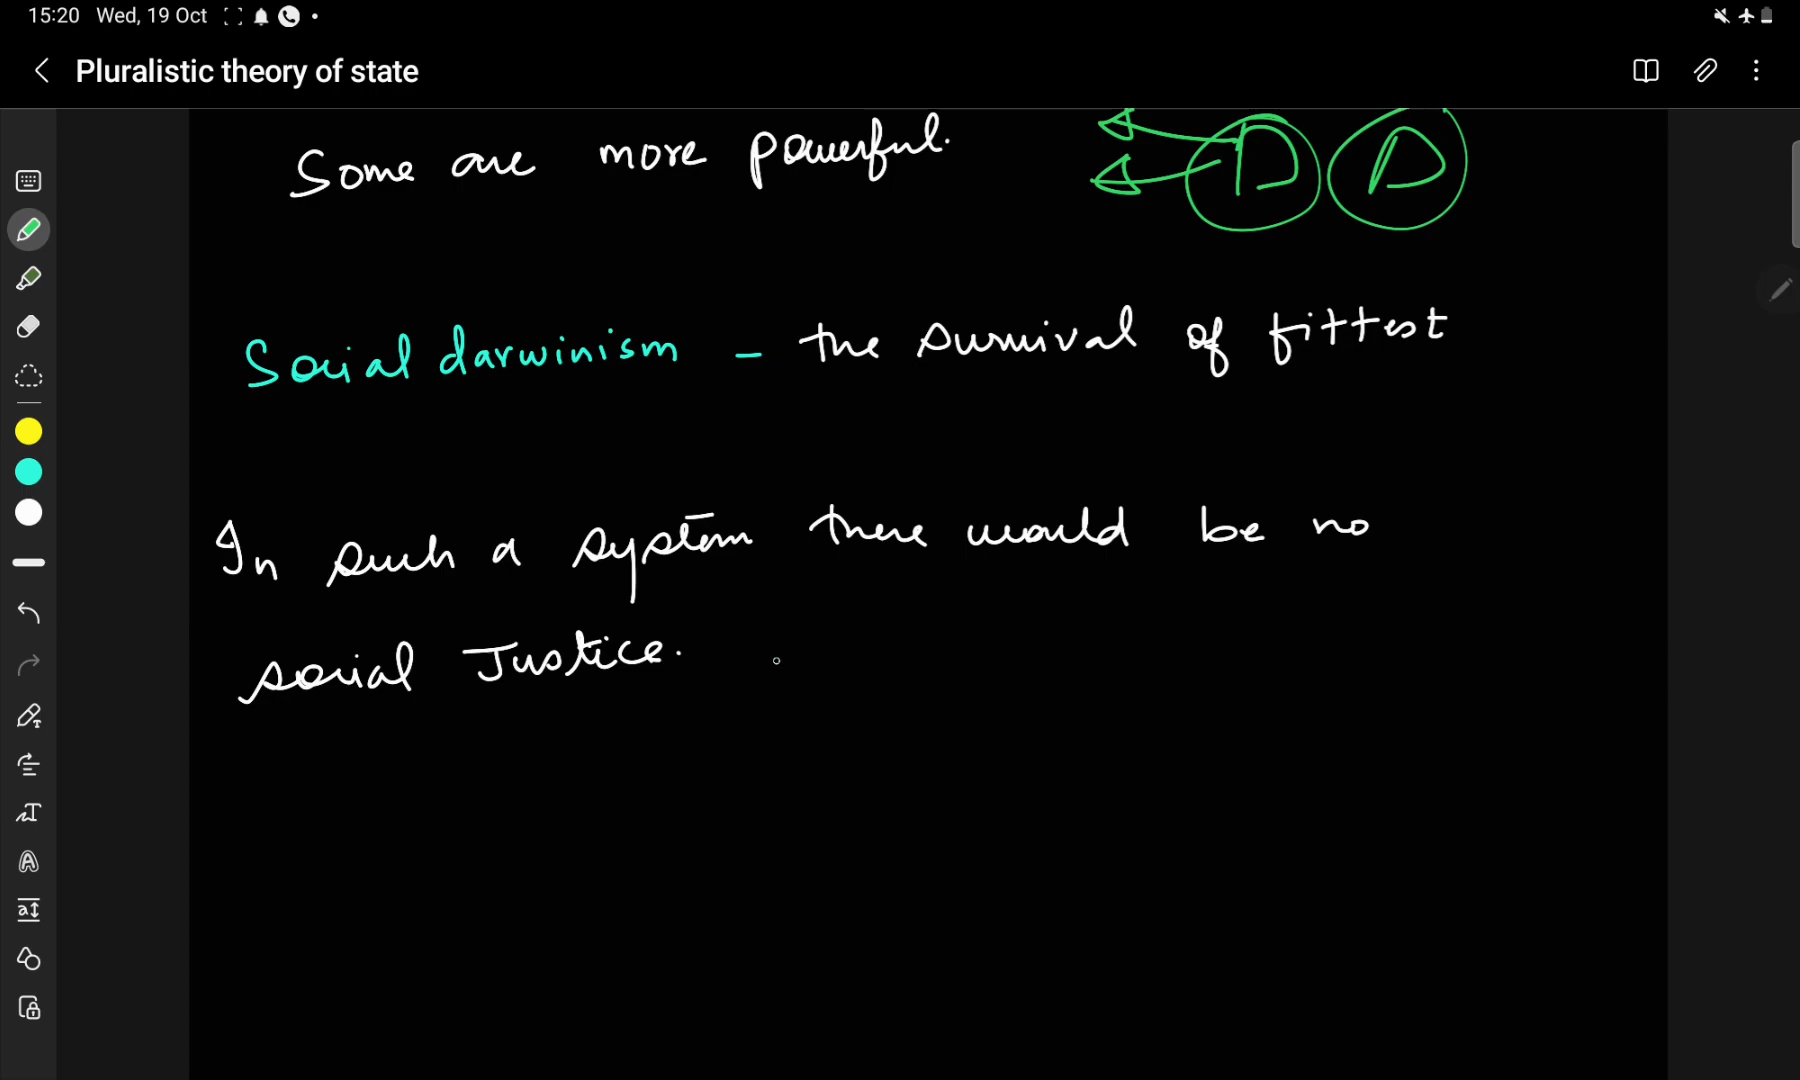 15:20 Wed, 19 Oct
Pluralistic theory of state
Some are more powerful.
D D
Social darwinism - the survival of fittest
In such a system there would be no
social Justice.